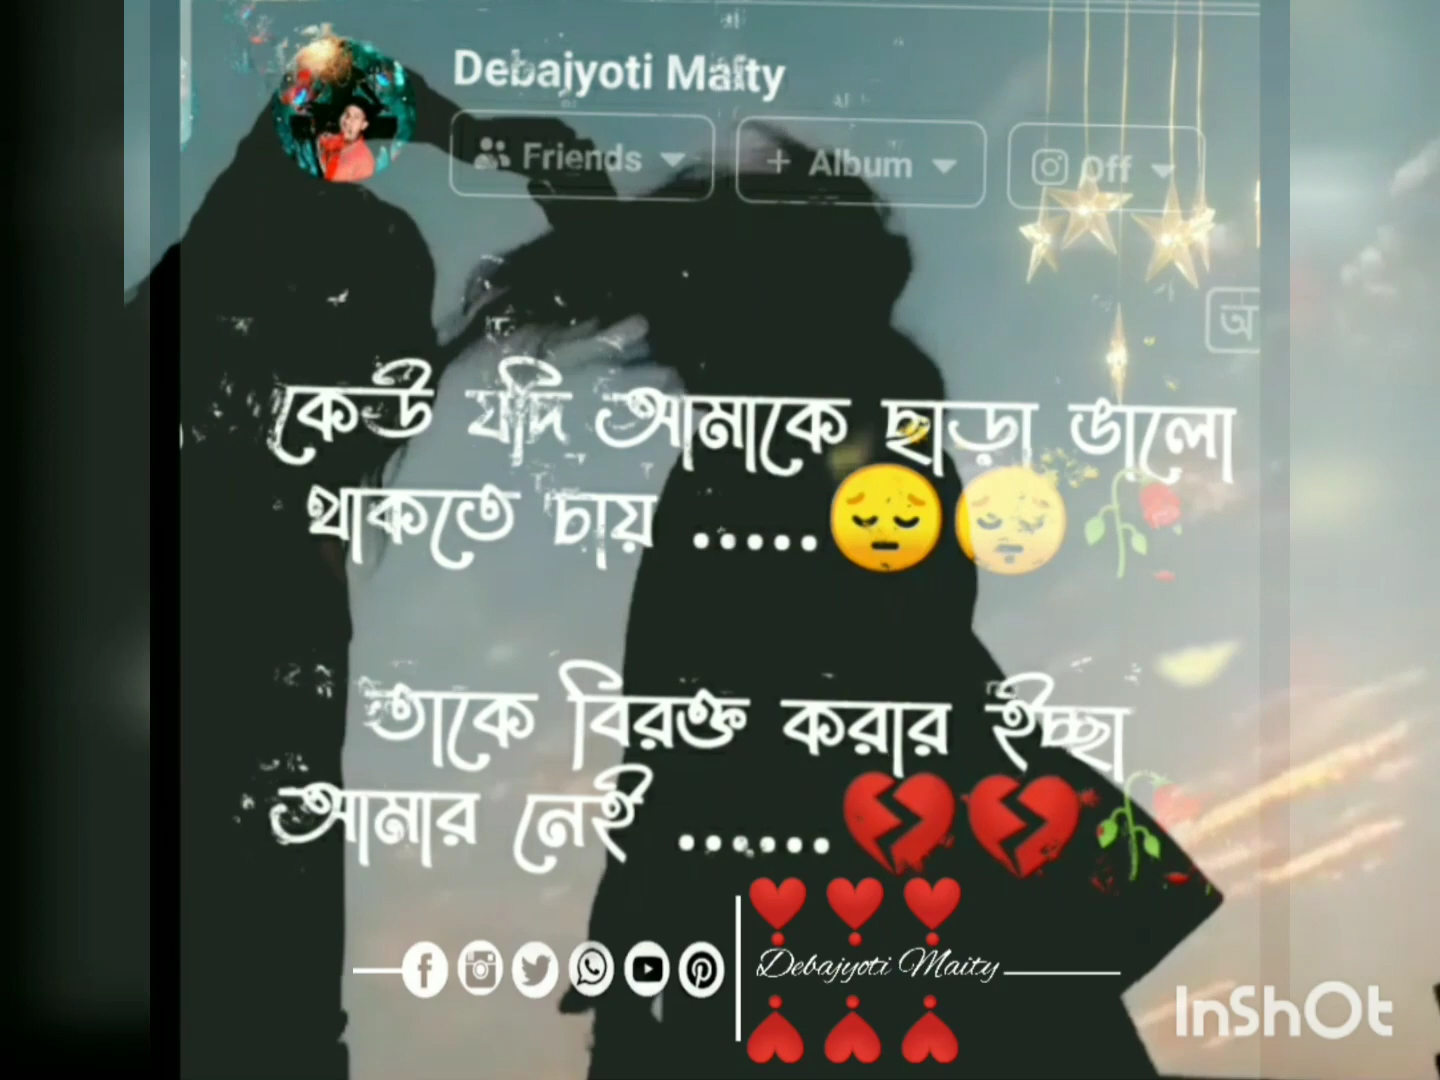 Debajyoti Maity
Friends
+ Album
Off
কেউ যদি আমাকে ছাড়া ভালো
থাকতে চায় .....😔😔🥀
তাকে বিরক্ত করার ইচ্ছা
আমার নেই ......💔💔🥀
Debajyoti Maity
InShOt